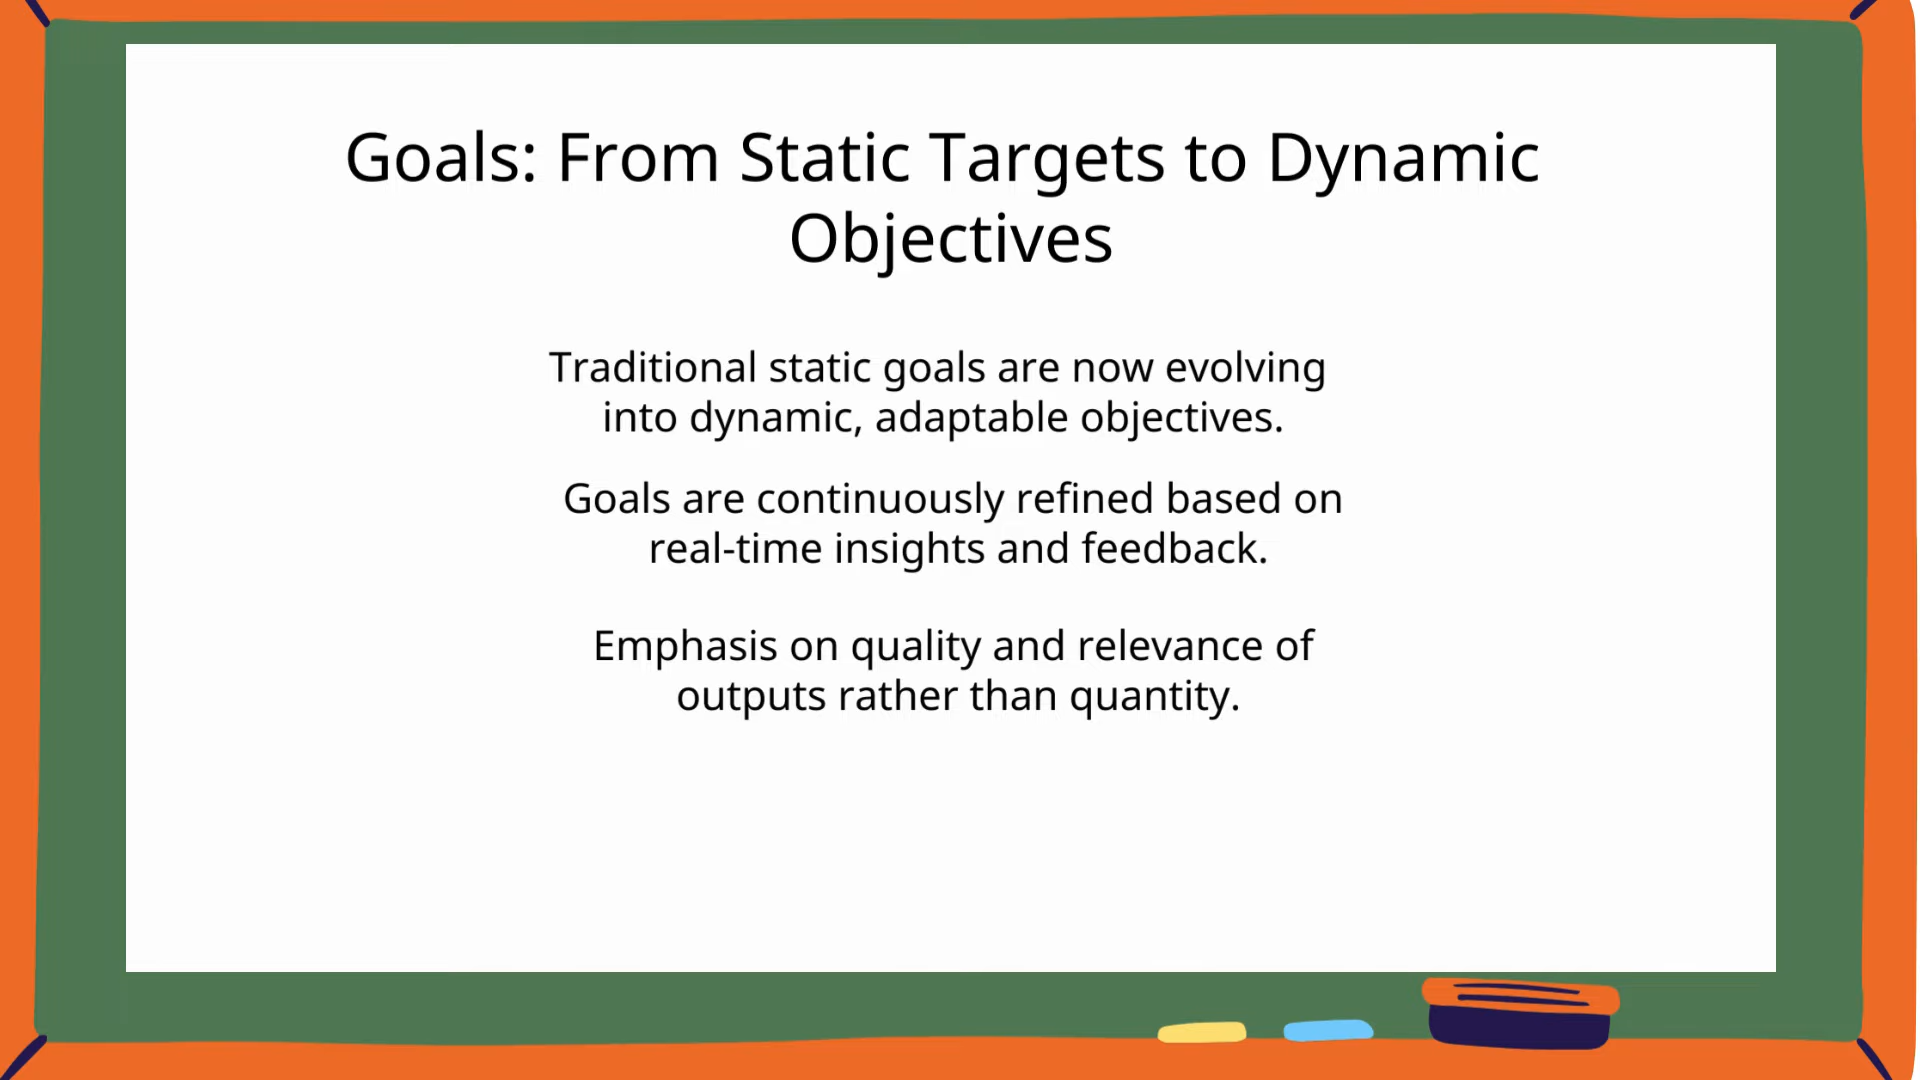 Goals: From Static Targets to Dynamic
Objectives
Traditional static goals are now evolving
into dynamic, adaptable objectives.
Goals are continuously refined based on
real-time insights and feedback.
Emphasis on quality and relevance of
outputs rather than quantity.